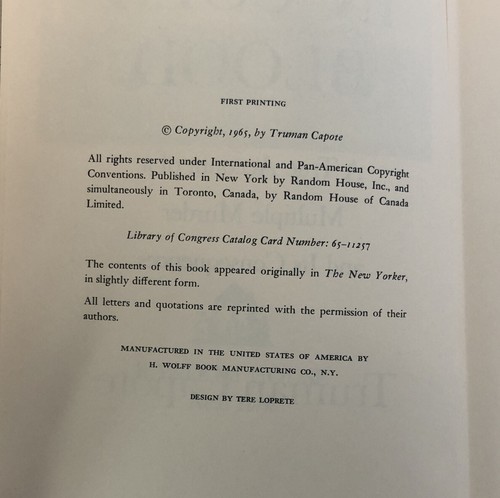 FIRST PRINTING
© Copyright, 1965, by Truman Capote
All rights reserved under International and Pan-American Copyright
Conventions. Published in New York by Random House, Inc., and
simultaneously in Toronto, Canada, by Random House of Canada
Limited.
Library of Congress Catalog Card Number: 65-11257
The contents of this book appeared originally in The New Yorker,
in slightly different form.
All letters and quotations are reprinted with the permission of their
authors.
MANUFACTURED IN THE UNITED STATES OF AMERICA BY
H. WOLFF BOOK MANUFACTURING CO., N.Y.
DESIGN BY TERE LOPRETE